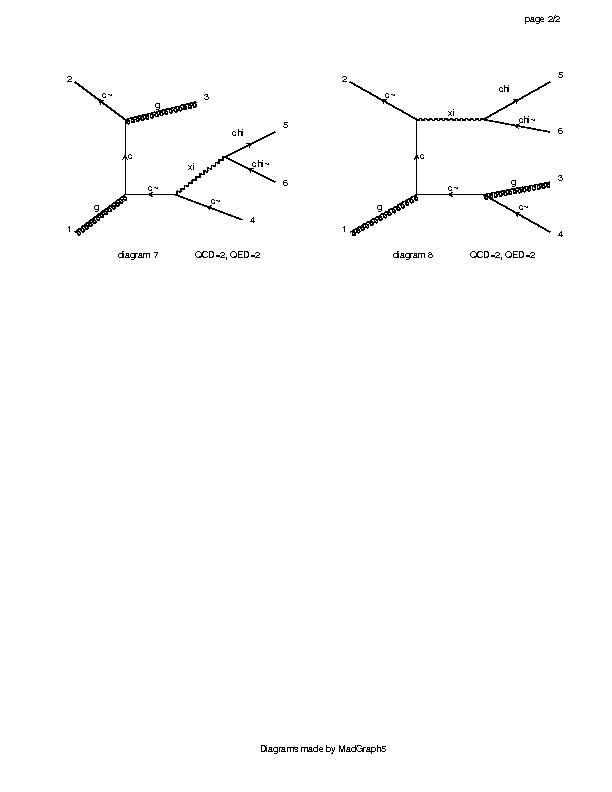 page 2/2
2
c~
g
3
chi
5
xi
chi~
6
c
g
c~
c~
4
1
diagram 7 QCD=2, QED=2
2
c~
chi
5
xi
chi~
6
c
g
c~
g
3
c~
4
1
diagram 8 QCD=2, QED=2
Diagrams made by MadGraph5